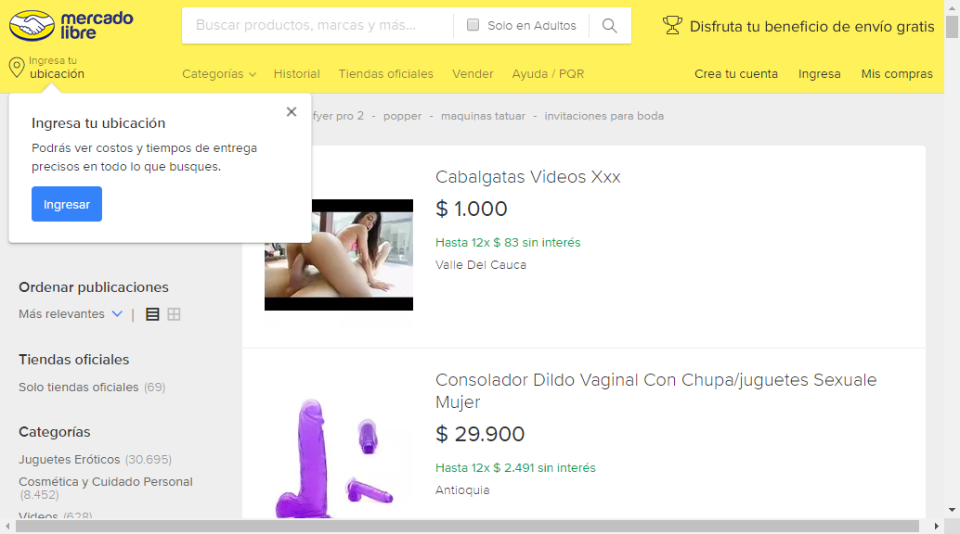 mercado
libre
Buscar productos, marcas y más...
Solo en Adultos
Disfruta tu beneficio de envío gratis
Ingresa tu
ubicación
Categorías
Historial
Tiendas oficiales
Vender
Ayuda / PQR
Crea tu cuenta
Ingresa
Mis compras
fyer pro 2 - popper - maquinas tatuar - invitaciones para boda
Ingresa tu ubicación
Podrás ver costos y tiempos de entrega
precisos en todo lo que busques.
Ingresar
Cabalgatas Videos Xxx
$ 1.000
Hasta 12x $ 83 sin interés
Valle Del Cauca
Ordenar publicaciones
Más relevantes
Tiendas oficiales
Solo tiendas oficiales (69)
Categorías
Juguetes Eróticos (30.695)
Cosmética y Cuidado Personal
(8.452)
Videos (628)
Consolador Dildo Vaginal Con Chupa/juguetes Sexuale
Mujer
$ 29.900
Hasta 12x $ 2.491 sin interés
Antioquia